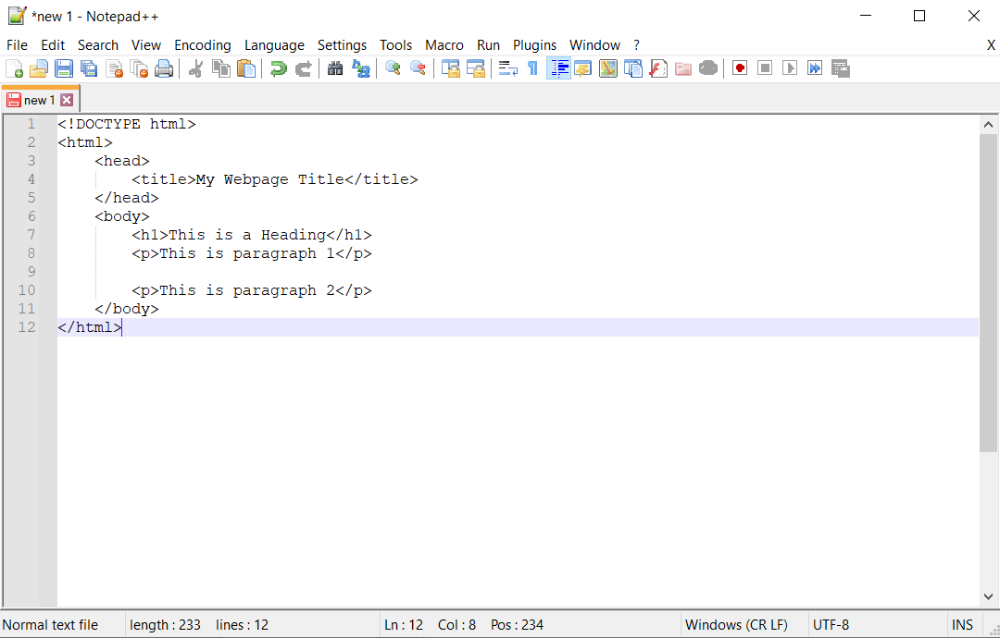 *new 1 - Notepad++
File Edit Search View Encoding Language Settings Tools Macro Run Plugins Window ? X
new 1
1 <!DOCTYPE html>
2 <html>
3     <head>
4         <title>My Webpage Title</title>
5     </head>
6     <body>
7         <h1>This is a Heading</h1>
8         <p>This is paragraph 1</p>
9
10         <p>This is paragraph 2</p>
11     </body>
12 </html>
Normal text file length : 233 lines : 12 Ln : 12 Col : 8 Pos : 234 Windows (CR LF) UTF-8 INS